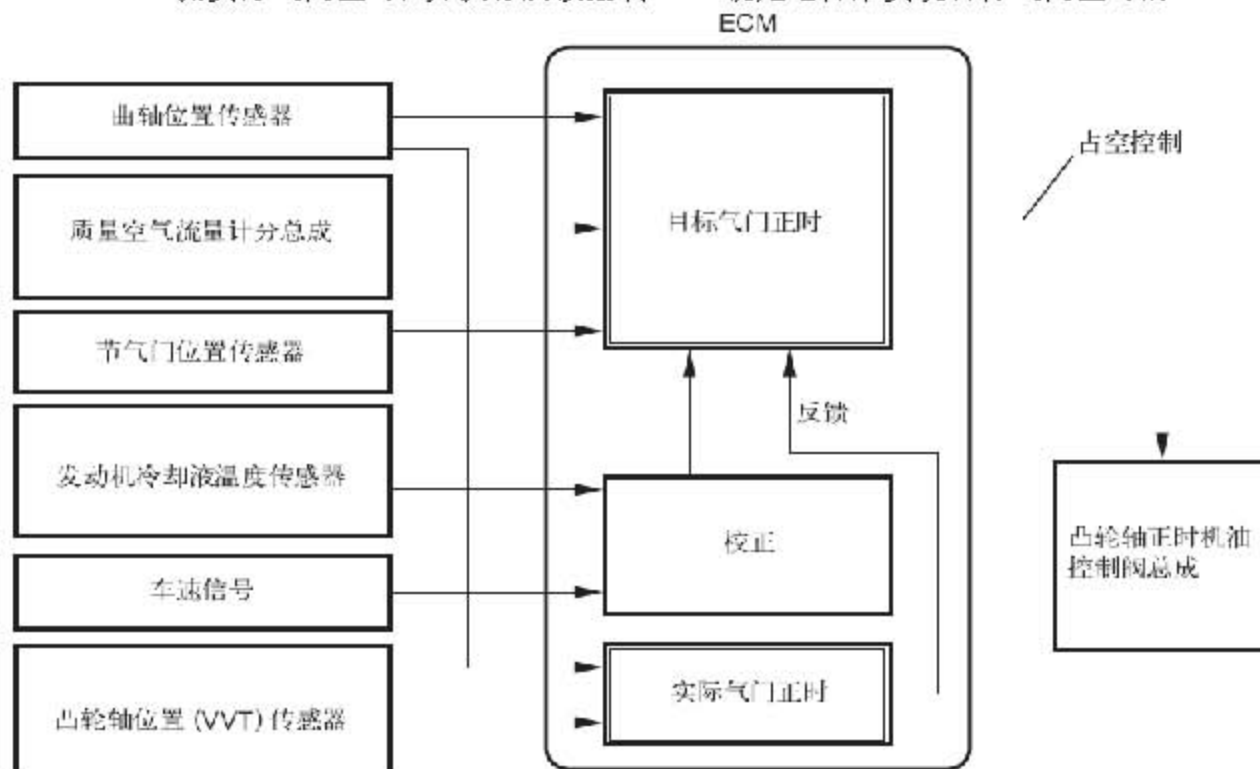 ECM
曲轴位置传感器
占空控制
质量空气流量计分总成
目标气门正时
节气门位置传感器
反馈
发动机冷却液温度传感器
校正
凸轮轴正时机油
控制阀总成
车速信号
实际气门正时
凸轮轴位置 (VVT) 传感器